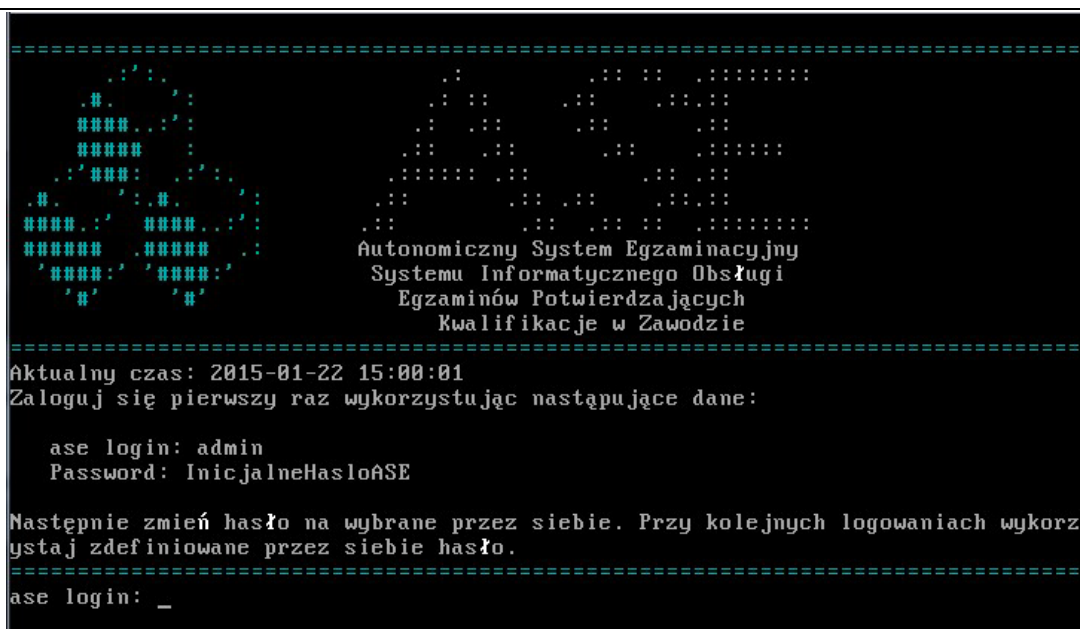 ASE
Autonomiczny System Egzaminacyjny
Systemu Informatycznego Obsługi
Egzaminów Potwierdzających
Kwalifikacje w Zawodzie
Aktualny czas: 2015-01-22 15:00:01
Zaloguj się pierwszy raz wykorzystując nastąpujące dane:
ase login: admin
Password: InicjalneHasloASE
Następnie zmień hasło na wybrane przez siebie. Przy kolejnych logowaniach wykorz
ystaj zdefiniowane przez siebie hasło.
ase login: _